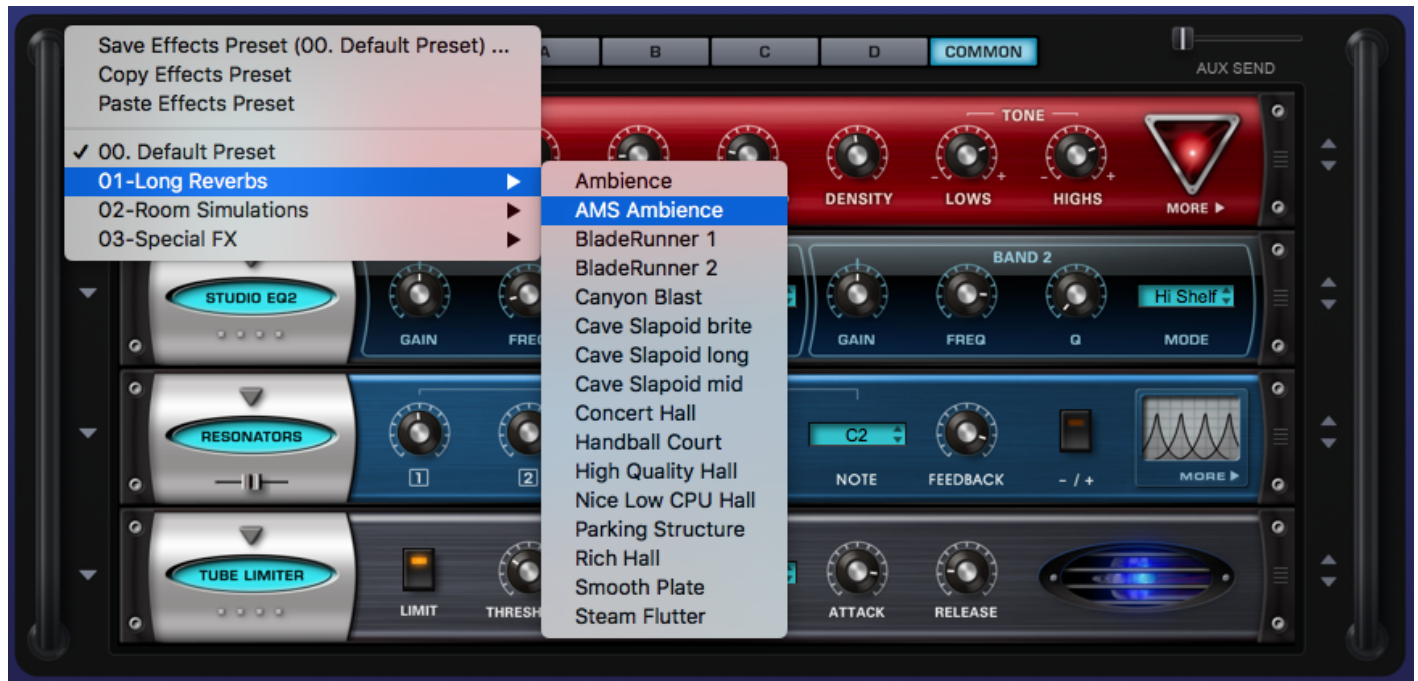 Save Effects Preset (00. Default Preset) ...
Copy Effects Preset
Paste Effects Preset
✓ 00. Default Preset
01-Long Reverbs
02-Room Simulations
03-Special FX
A B C D COMMON
AUX SEND
Ambience
AMS Ambience
BladeRunner 1
BladeRunner 2
Canyon Blast
Cave Slapoid brite
Cave Slapoid long
Cave Slapoid mid
Concert Hall
Handball Court
High Quality Hall
Nice Low CPU Hall
Parking Structure
Rich Hall
Smooth Plate
Steam Flutter
TONE
DENSITY - LOWS + - HIGHS + MORE
BAND 2
STUDIO EQ2
Hi Shelf
GAIN GAIN FREQ Q MODE
RESONATORS
C2
1 2 NOTE FEEDBACK - / + MORE
TUBE LIMITER
LIMIT ATTACK RELEASE